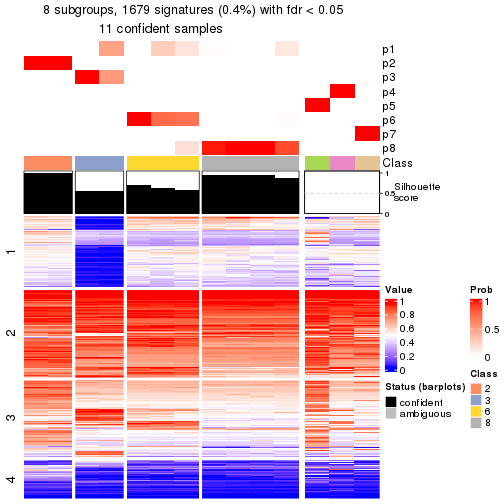 8 subgroups, 1679 signatures (0.4%) with fdr < 0.05
11 confident samples
p1
p2
p3
p4
p5
p6
p7
p8
Class
1
0.5
0
Silhouette
score
1
2
3
4
Value
1
0.8
0.6
0.4
0.2
0
Prob
1
0.5
0
Status (barplots)
confident
ambiguous
Class
2
3
6
8